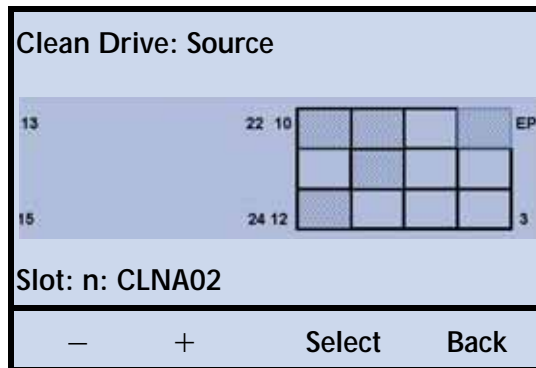 Clean Drive: Source
13 22 10 EP
15 24 12 3
Slot: n: CLNA02
− + Select Back